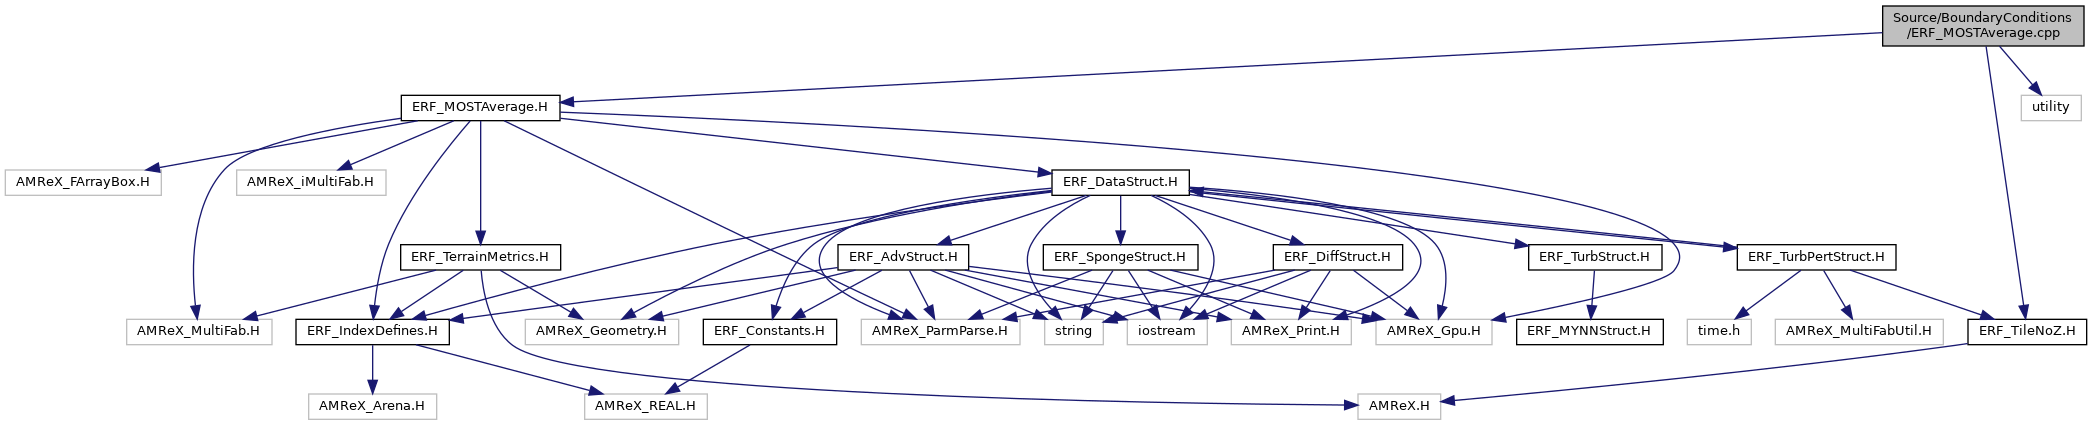 Source/BoundaryConditions
/ERF_MOSTAverage.cpp
ERF_MOSTAverage.H
utility
AMReX_FArrayBox.H
AMReX_iMultiFab.H
ERF_DataStruct.H
ERF_TerrainMetrics.H
ERF_AdvStruct.H
ERF_SpongeStruct.H
ERF_DiffStruct.H
ERF_TurbStruct.H
ERF_TurbPertStruct.H
AMReX_MultiFab.H
ERF_IndexDefines.H
AMReX_Geometry.H
ERF_Constants.H
AMReX_ParmParse.H
string
iostream
AMReX_Print.H
AMReX_Gpu.H
ERF_MYNNStruct.H
time.h
AMReX_MultiFabUtil.H
ERF_TileNoZ.H
AMReX_Arena.H
AMReX_REAL.H
AMReX.H